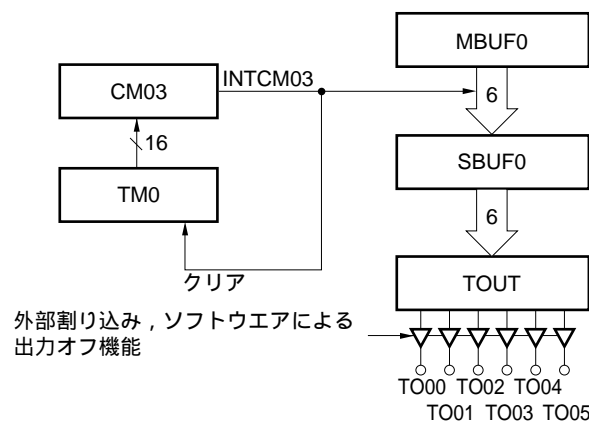 MBUF0
CM03
INTCM03
6
16
SBUF0
TM0
6
クリア
TOUT
外部割り込み，ソフトウエアによる
出力オフ機能
TO00 TO02 TO04
TO01 TO03 TO05